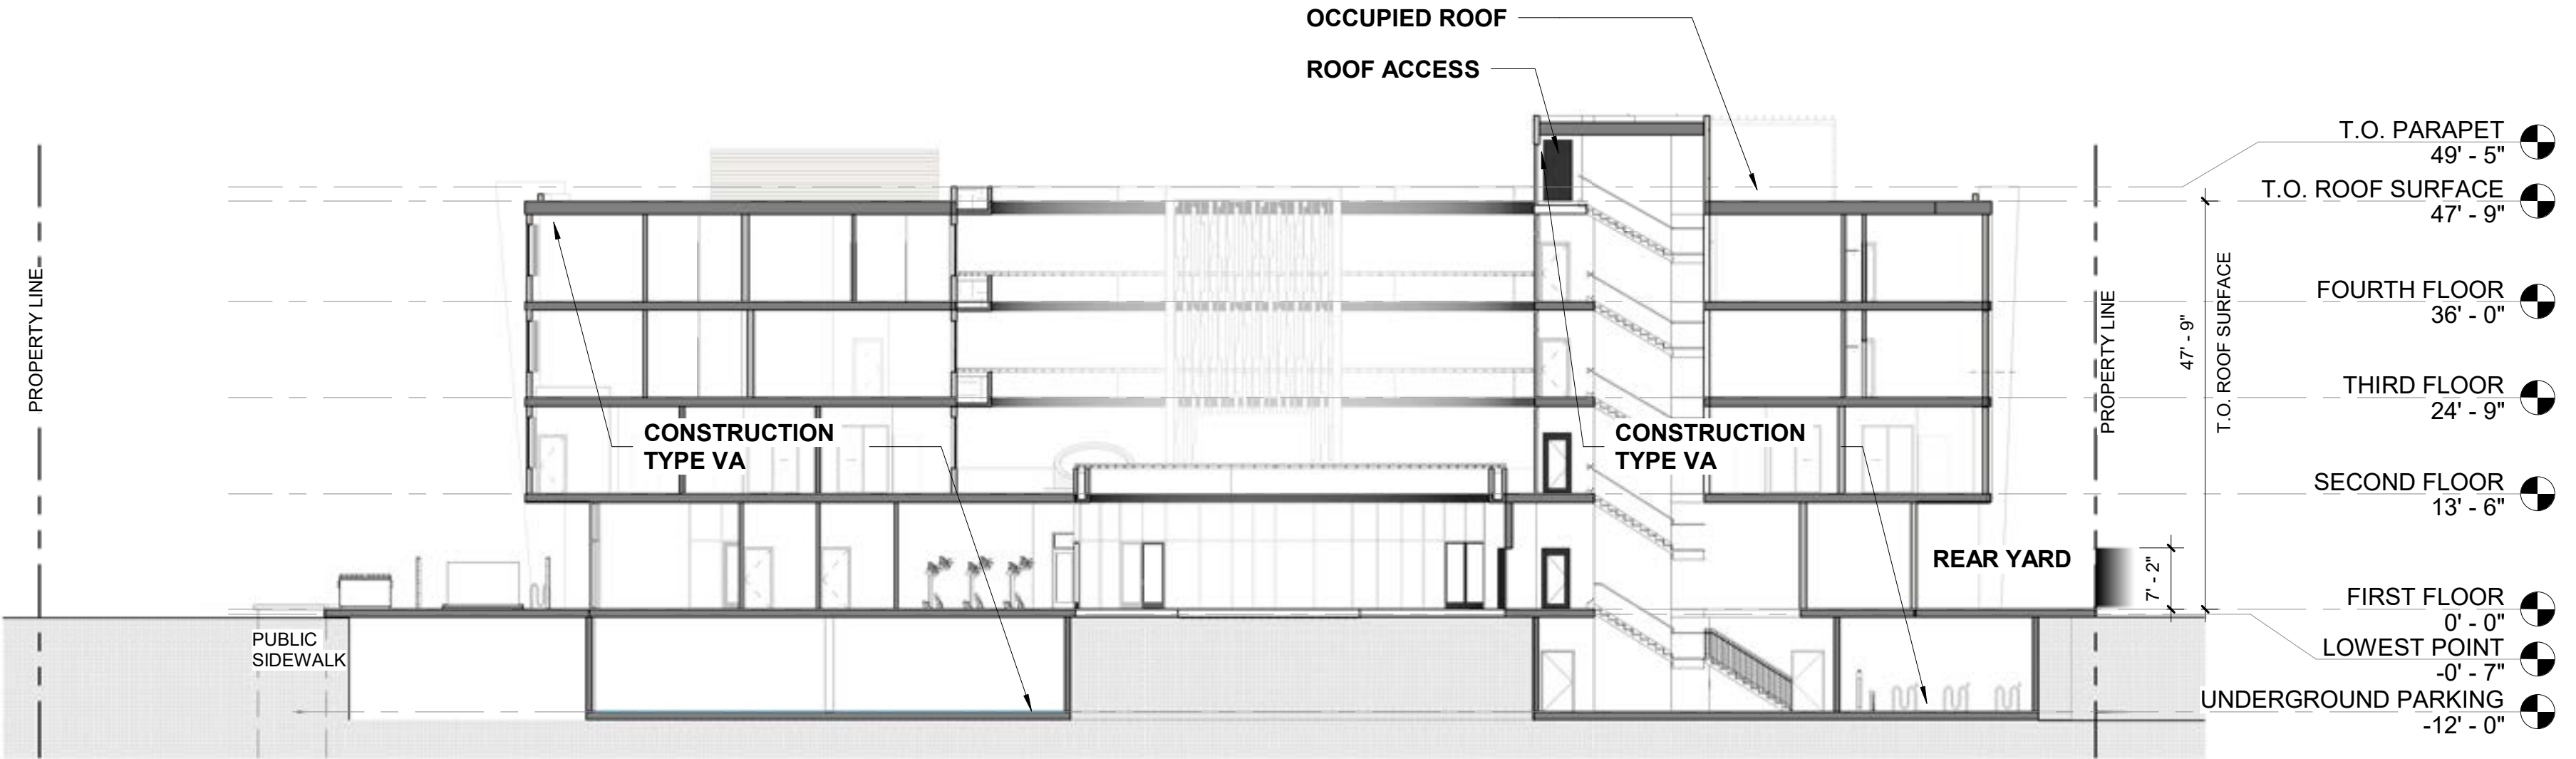 OCCUPIED ROOF
ROOF ACCESS
T.O. PARAPET
49' - 5"
T.O. ROOF SURFACE
47' - 9"
FOURTH FLOOR
36' - 0"
THIRD FLOOR
24' - 9"
SECOND FLOOR
13' - 6"
FIRST FLOOR
0' - 0"
LOWEST POINT
-0' - 7"
UNDERGROUND PARKING
-12' - 0"
PROPERTY LINE
CONSTRUCTION
TYPE VA
CONSTRUCTION
TYPE VA
PROPERTY LINE
47' - 9"
T.O. ROOF SURFACE
REAR YARD
7' - 2"
PUBLIC
SIDEWALK